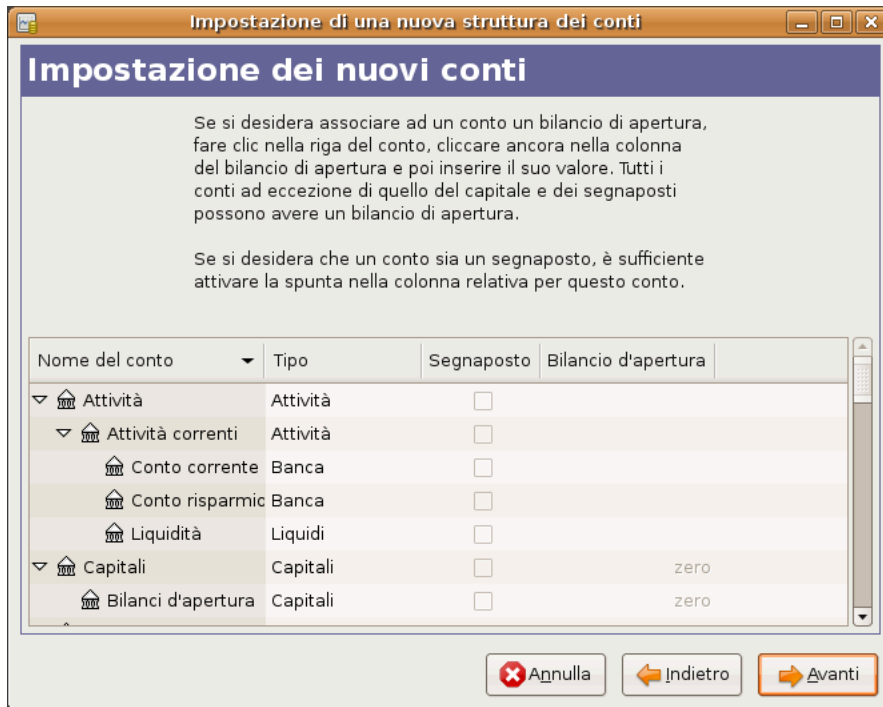 Impostazione di una nuova struttura dei conti
Impostazione dei nuovi conti
Se si desidera associare ad un conto un bilancio di apertura,
fare clic nella riga del conto, cliccare ancora nella colonna
del bilancio di apertura e poi inserire il suo valore. Tutti i
conti ad eccezione di quello del capitale e dei segnaposti
possono avere un bilancio di apertura.
Se si desidera che un conto sia un segnaposto, è sufficiente
attivare la spunta nella colonna relativa per questo conto.
Nome del conto Tipo Segnaposto Bilancio d'apertura
Attività Attività
Attività correnti Attività
Conto corrente Banca
Conto risparmio Banca
Liquidità Liquidi
Capitali Capitali zero
Bilanci d'apertura Capitali zero
Annulla Indietro Avanti